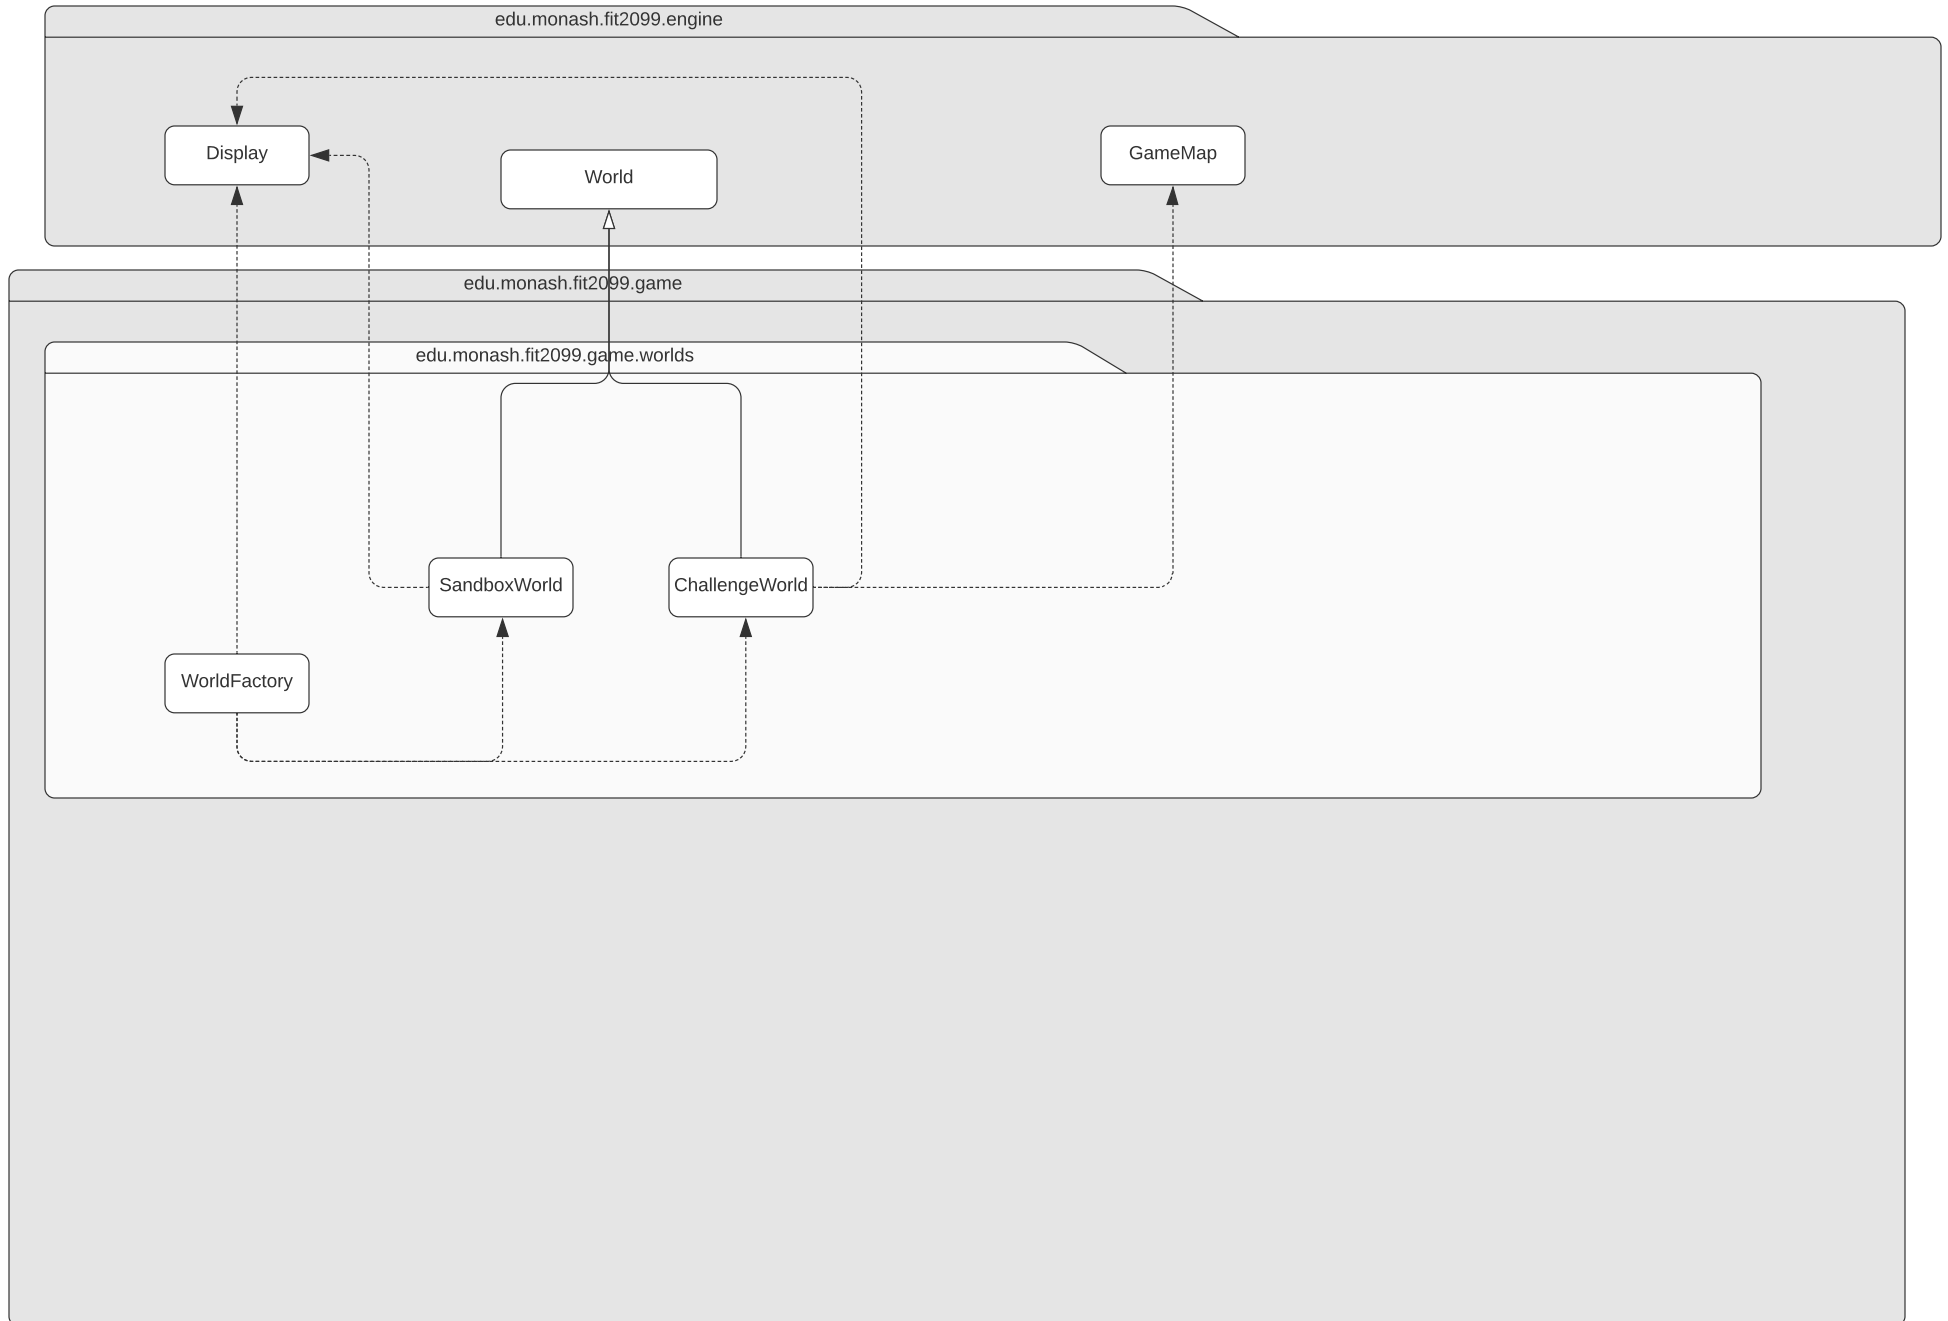 edu.monash.fit2099.engine
Display
World
GameMap
edu.monash.fit2099.game
edu.monash.fit2099.game.worlds
SandboxWorld
ChallengeWorld
WorldFactory